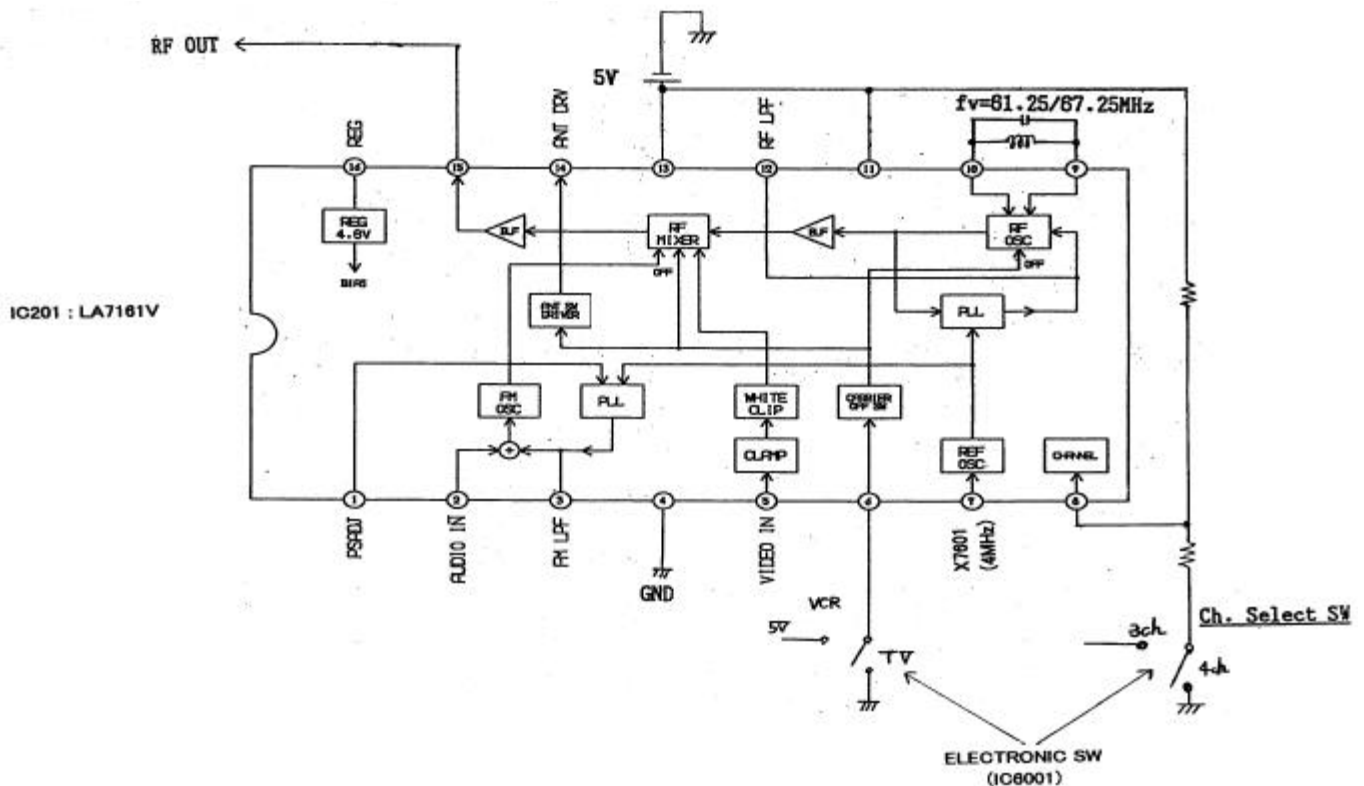 RF OUT
5V
REG
ANT DRV
RF LPF
fv=61.25/67.25MHz
16
15
14
13
12
11
10
9
REG
4.8V
BIAS
BUF
RF
MIXER
BUF
RF
OSC
OFF
OFF
IC201 : LA7161V
ANT SW
DRIVER
PLL
FM
OSC
PLL
WHITE
CLIP
CARRIER
OFF SW
+
CLAMP
REF
OSC
CHANNEL
1
2
3
4
5
6
7
8
PSADJ
AUDIO IN
FM LPF
GND
VIDEO IN
X7601
(4MHz)
VCR
5V
TV
3ch
Ch. Select SW
4ch
ELECTRONIC SW
(IC6001)